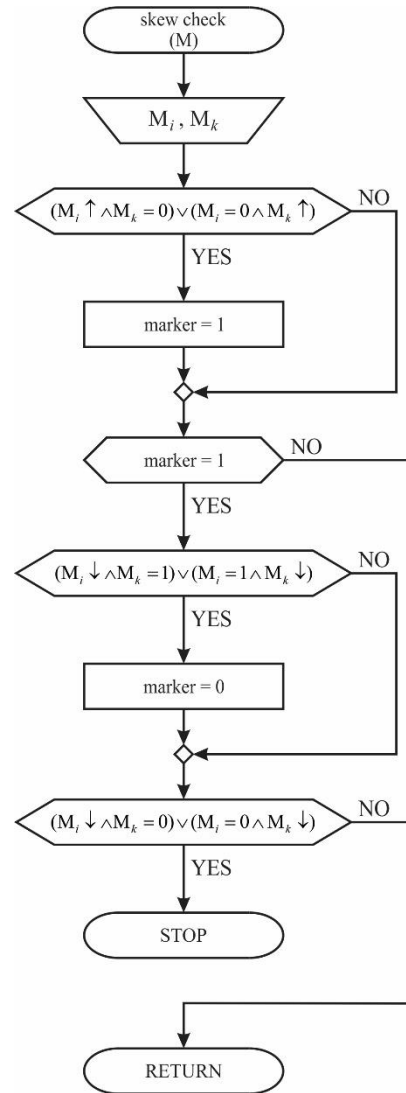 skew check
(M)
M_i , M_k
(M_i ↑ ∧ M_k = 0) ∨ (M_i = 0 ∧ M_k ↑)
NO
YES
marker = 1
marker = 1
NO
YES
(M_i ↓ ∧ M_k = 1) ∨ (M_i = 1 ∧ M_k ↓)
NO
YES
marker = 0
(M_i ↓ ∧ M_k = 0) ∨ (M_i = 0 ∧ M_k ↓)
NO
YES
STOP
RETURN